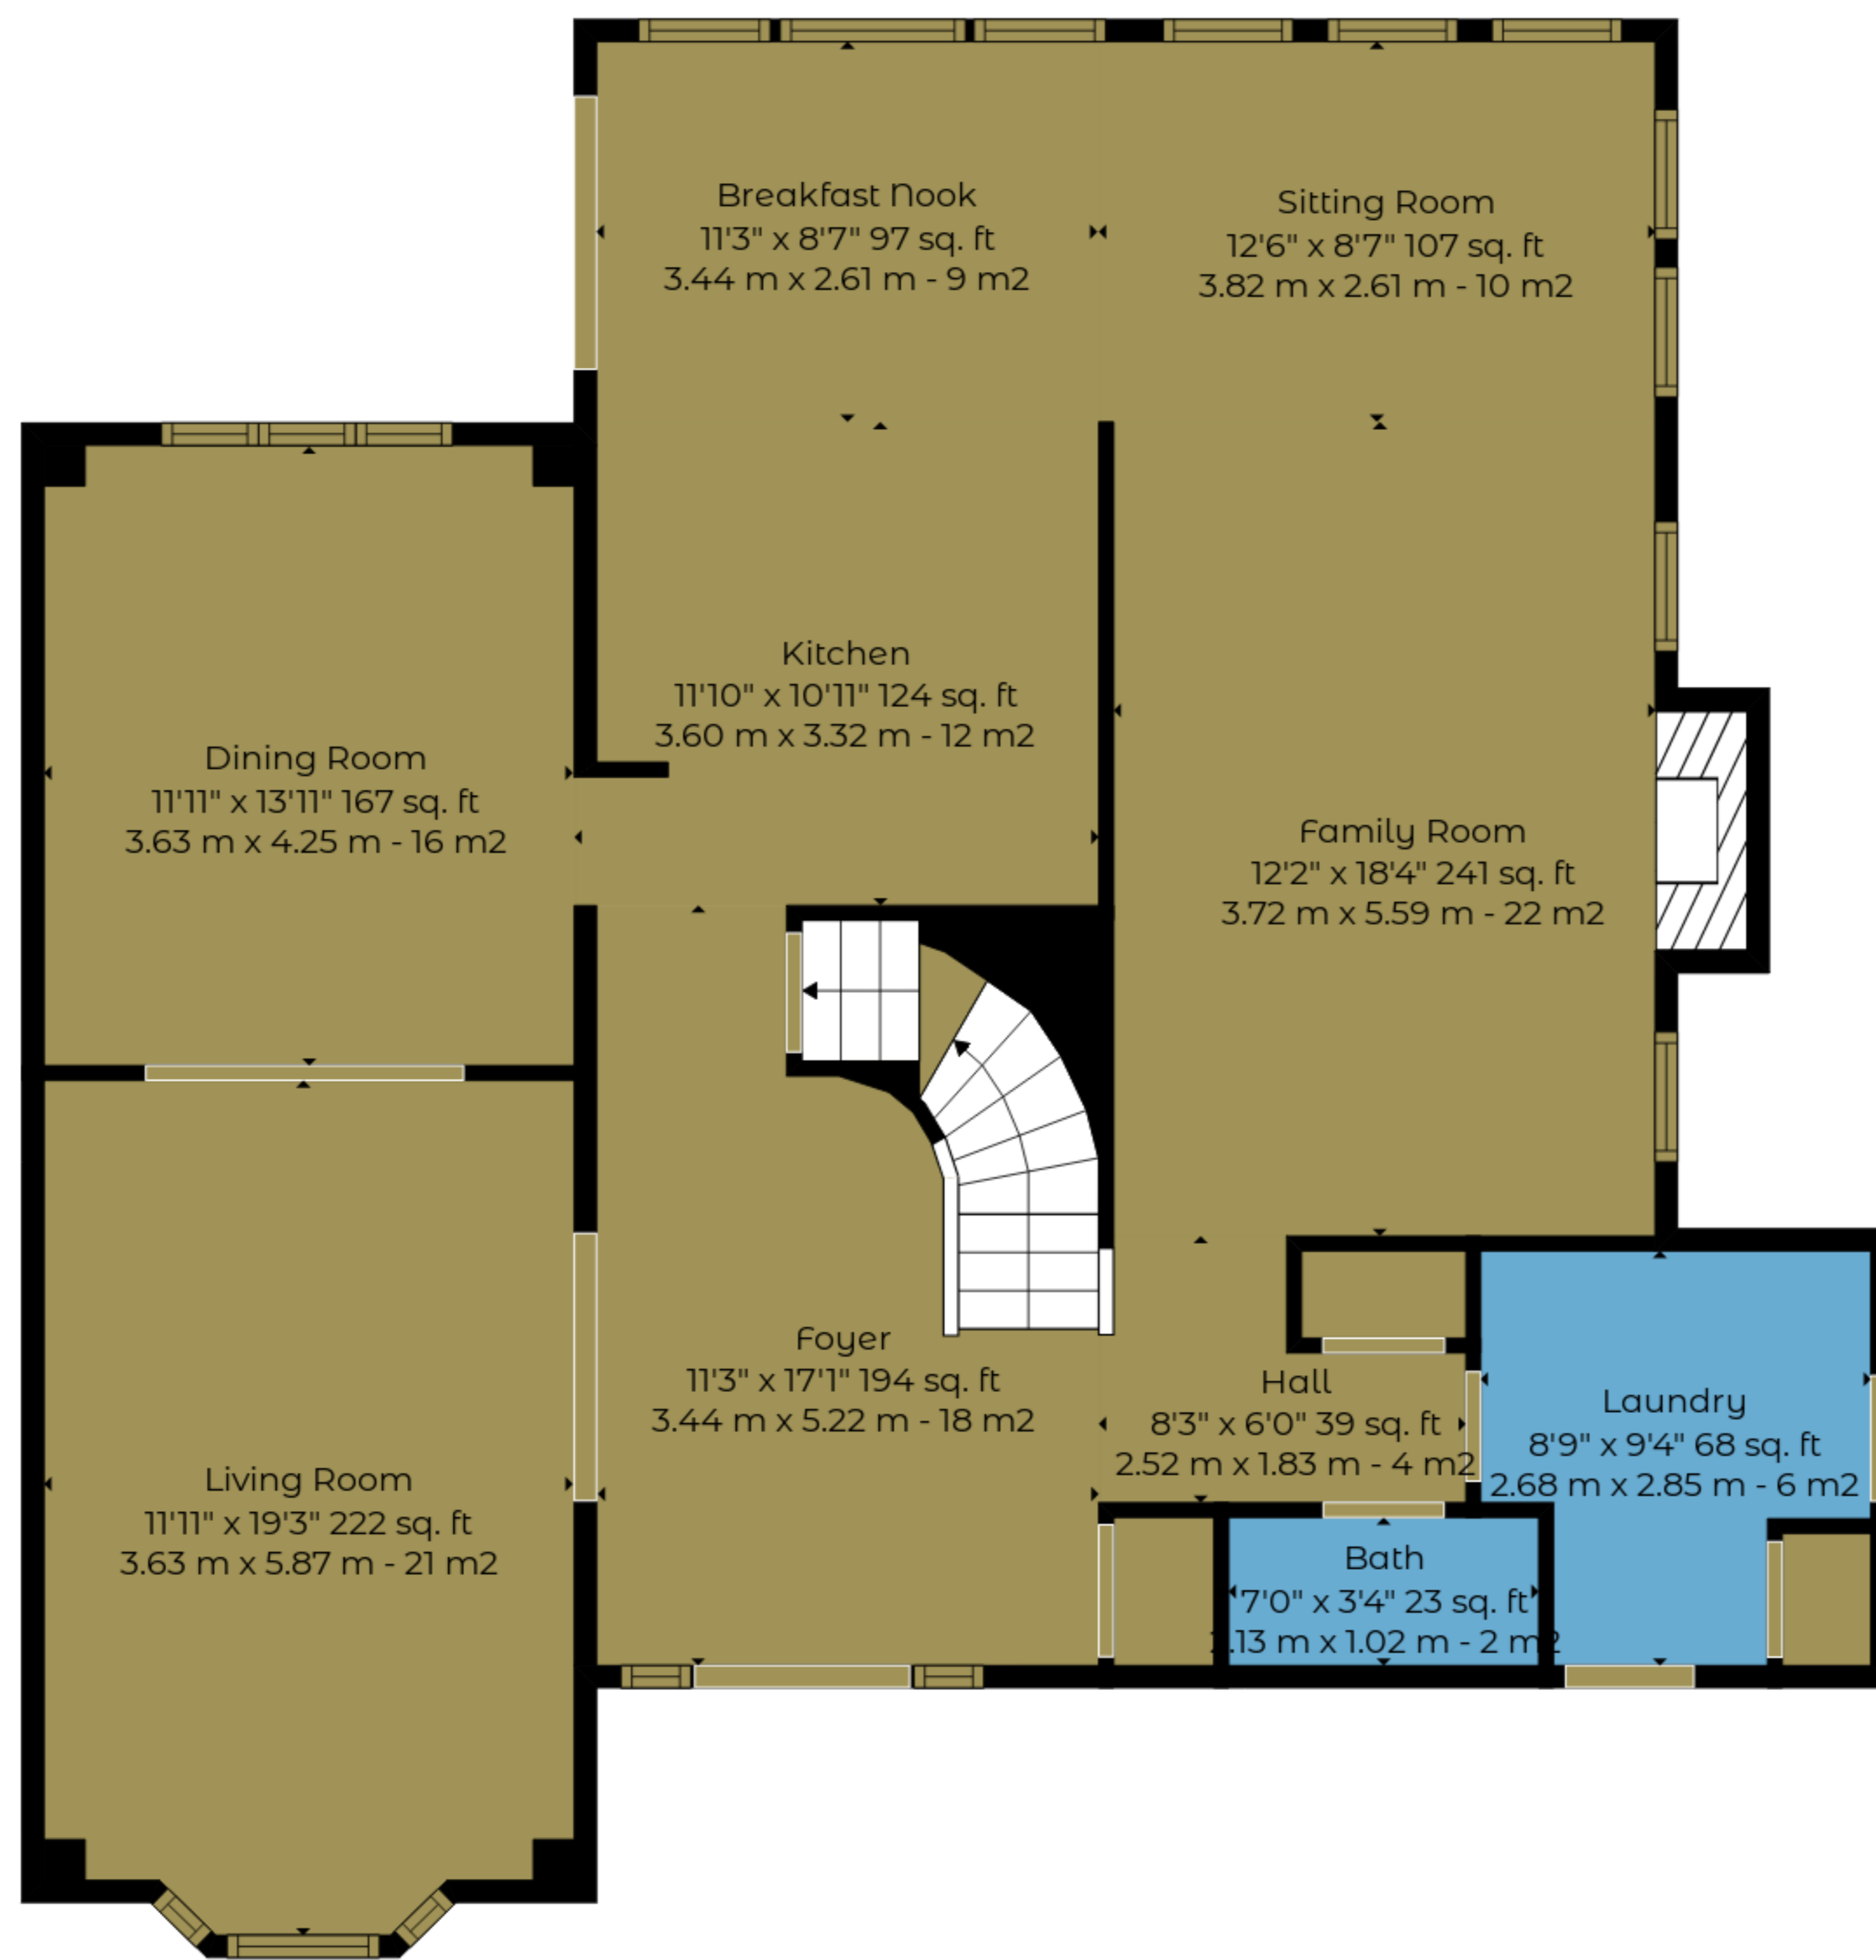 Breakfast Nook
11'3" x 8'7" 97 sq. ft
3.44 m x 2.61 m - 9 m2
Sitting Room
12'6" x 8'7" 107 sq. ft
3.82 m x 2.61 m - 10 m2
Kitchen
11'10" x 10'11" 124 sq. ft
3.60 m x 3.32 m - 12 m2
Dining Room
11'11" x 13'11" 167 sq. ft
3.63 m x 4.25 m - 16 m2
Family Room
12'2" x 18'4" 241 sq. ft
3.72 m x 5.59 m - 22 m2
Foyer
11'3" x 17'1" 194 sq. ft
3.44 m x 5.22 m - 18 m2
Hall
8'3" x 6'0" 39 sq. ft
2.52 m x 1.83 m - 4 m2
Laundry
8'9" x 9'4" 68 sq. ft
2.68 m x 2.85 m - 6 m2
Living Room
11'11" x 19'3" 222 sq. ft
3.63 m x 5.87 m - 21 m2
Bath
7'0" x 3'4" 23 sq. ft
.13 m x 1.02 m - 2 m2